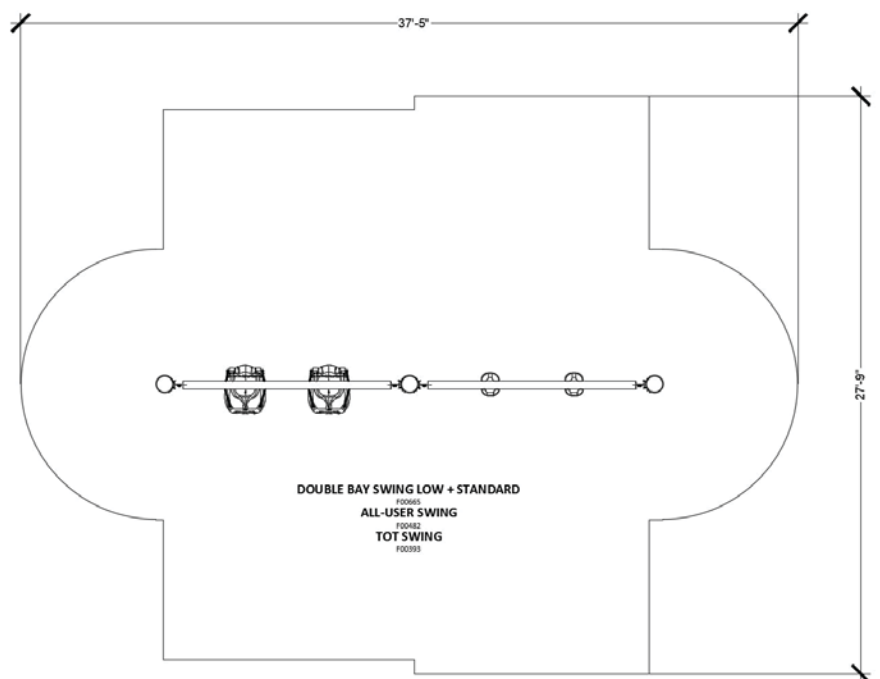 37'-5"
27'-9"
DOUBLE BAY SWING LOW + STANDARD
F00665
ALL-USER SWING
F00482
TOT SWING
F00393